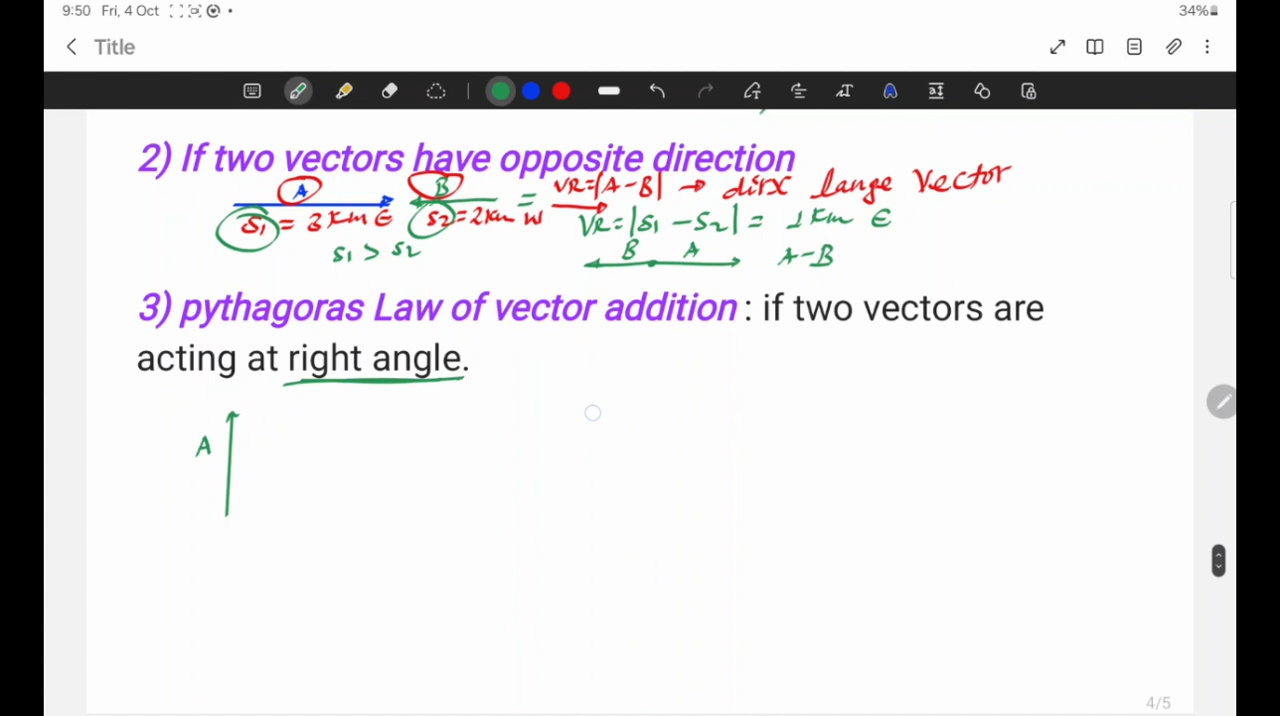 9:50 Fri, 4 Oct
34%
Title
2) If two vectors have opposite direction
A B = VR=|A-B| → dirx large vector
S1 = 3 km E S2=2km W VR=|S1 - S2| = 1 km E
S1 > S2 B A A-B
3) pythagoras Law of vector addition : if two vectors are
acting at right angle.
A
4/5